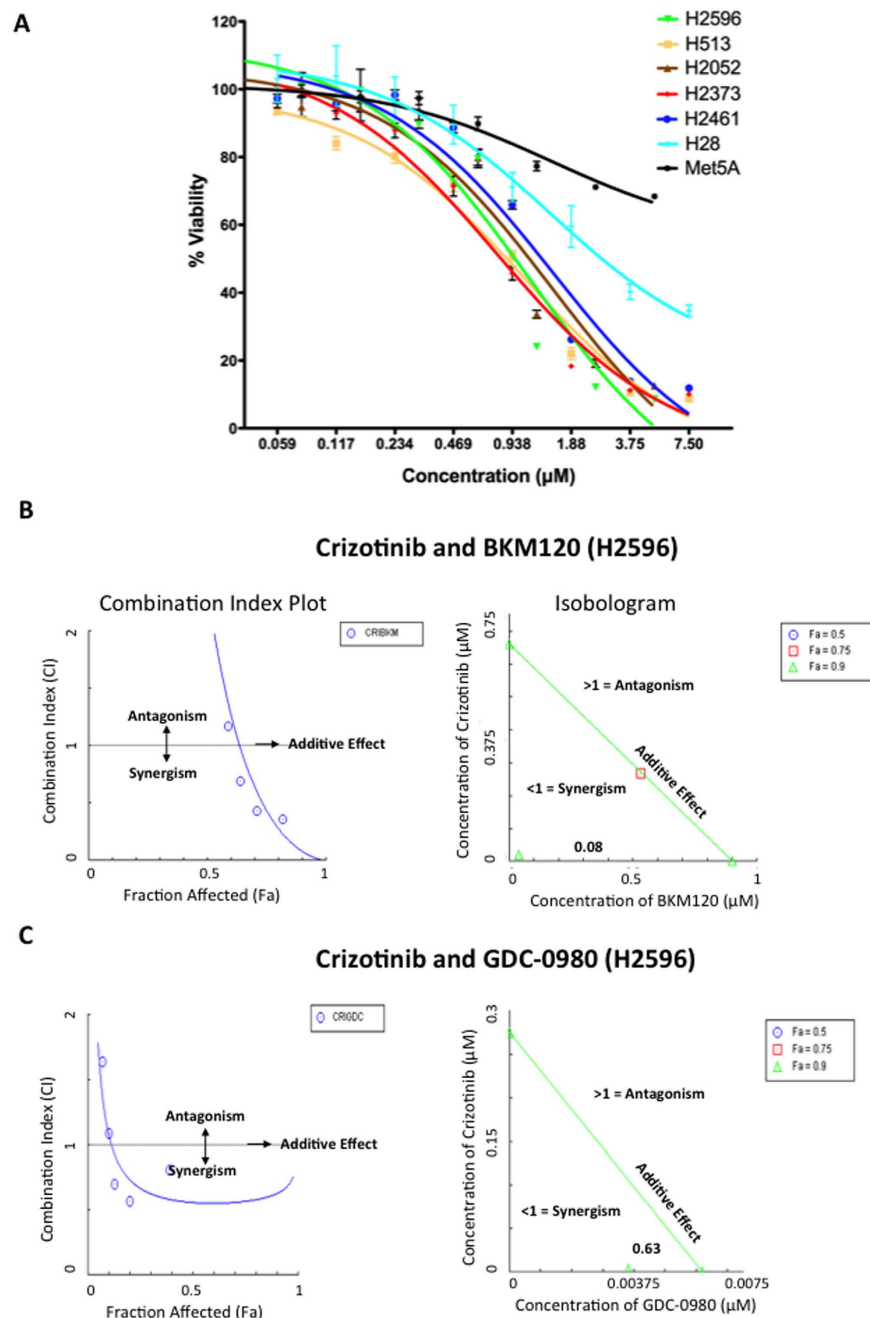 A
H2596
H513
H2052
H2373
H2461
H28
Met5A
120
100
80
60
40
20
0
% Viability
0.059 0.117 0.234 0.469 0.938 1.88 3.75 7.50
Concentration (µM)
B
Crizotinib and BKM120 (H2596)
Combination Index Plot
2
1
0
Combination Index (CI)
CRIBKM
Antagonism
Additive Effect
Synergism
0 0.5 1
Fraction Affected (Fa)
Isobologram
0.75
0.375
0
Concentration of Crizotinib (µM)
Fa = 0.5
Fa = 0.75
Fa = 0.9
>1 = Antagonism
Additive Effect
<1 = Synergism
0.08
0 0.5 1
Concentration of BKM120 (µM)
C
Crizotinib and GDC-0980 (H2596)
2
1
0
Combination Index (CI)
CRIGDC
Antagonism
Additive Effect
Synergism
0 0.5 1
Fraction Affected (Fa)
0.3
0.15
0
Concentration of Crizotinib (µM)
Fa = 0.5
Fa = 0.75
Fa = 0.9
>1 = Antagonism
Additive Effect
<1 = Synergism
0.63
0 0.00375 0.0075
Concentration of GDC-0980 (µM)